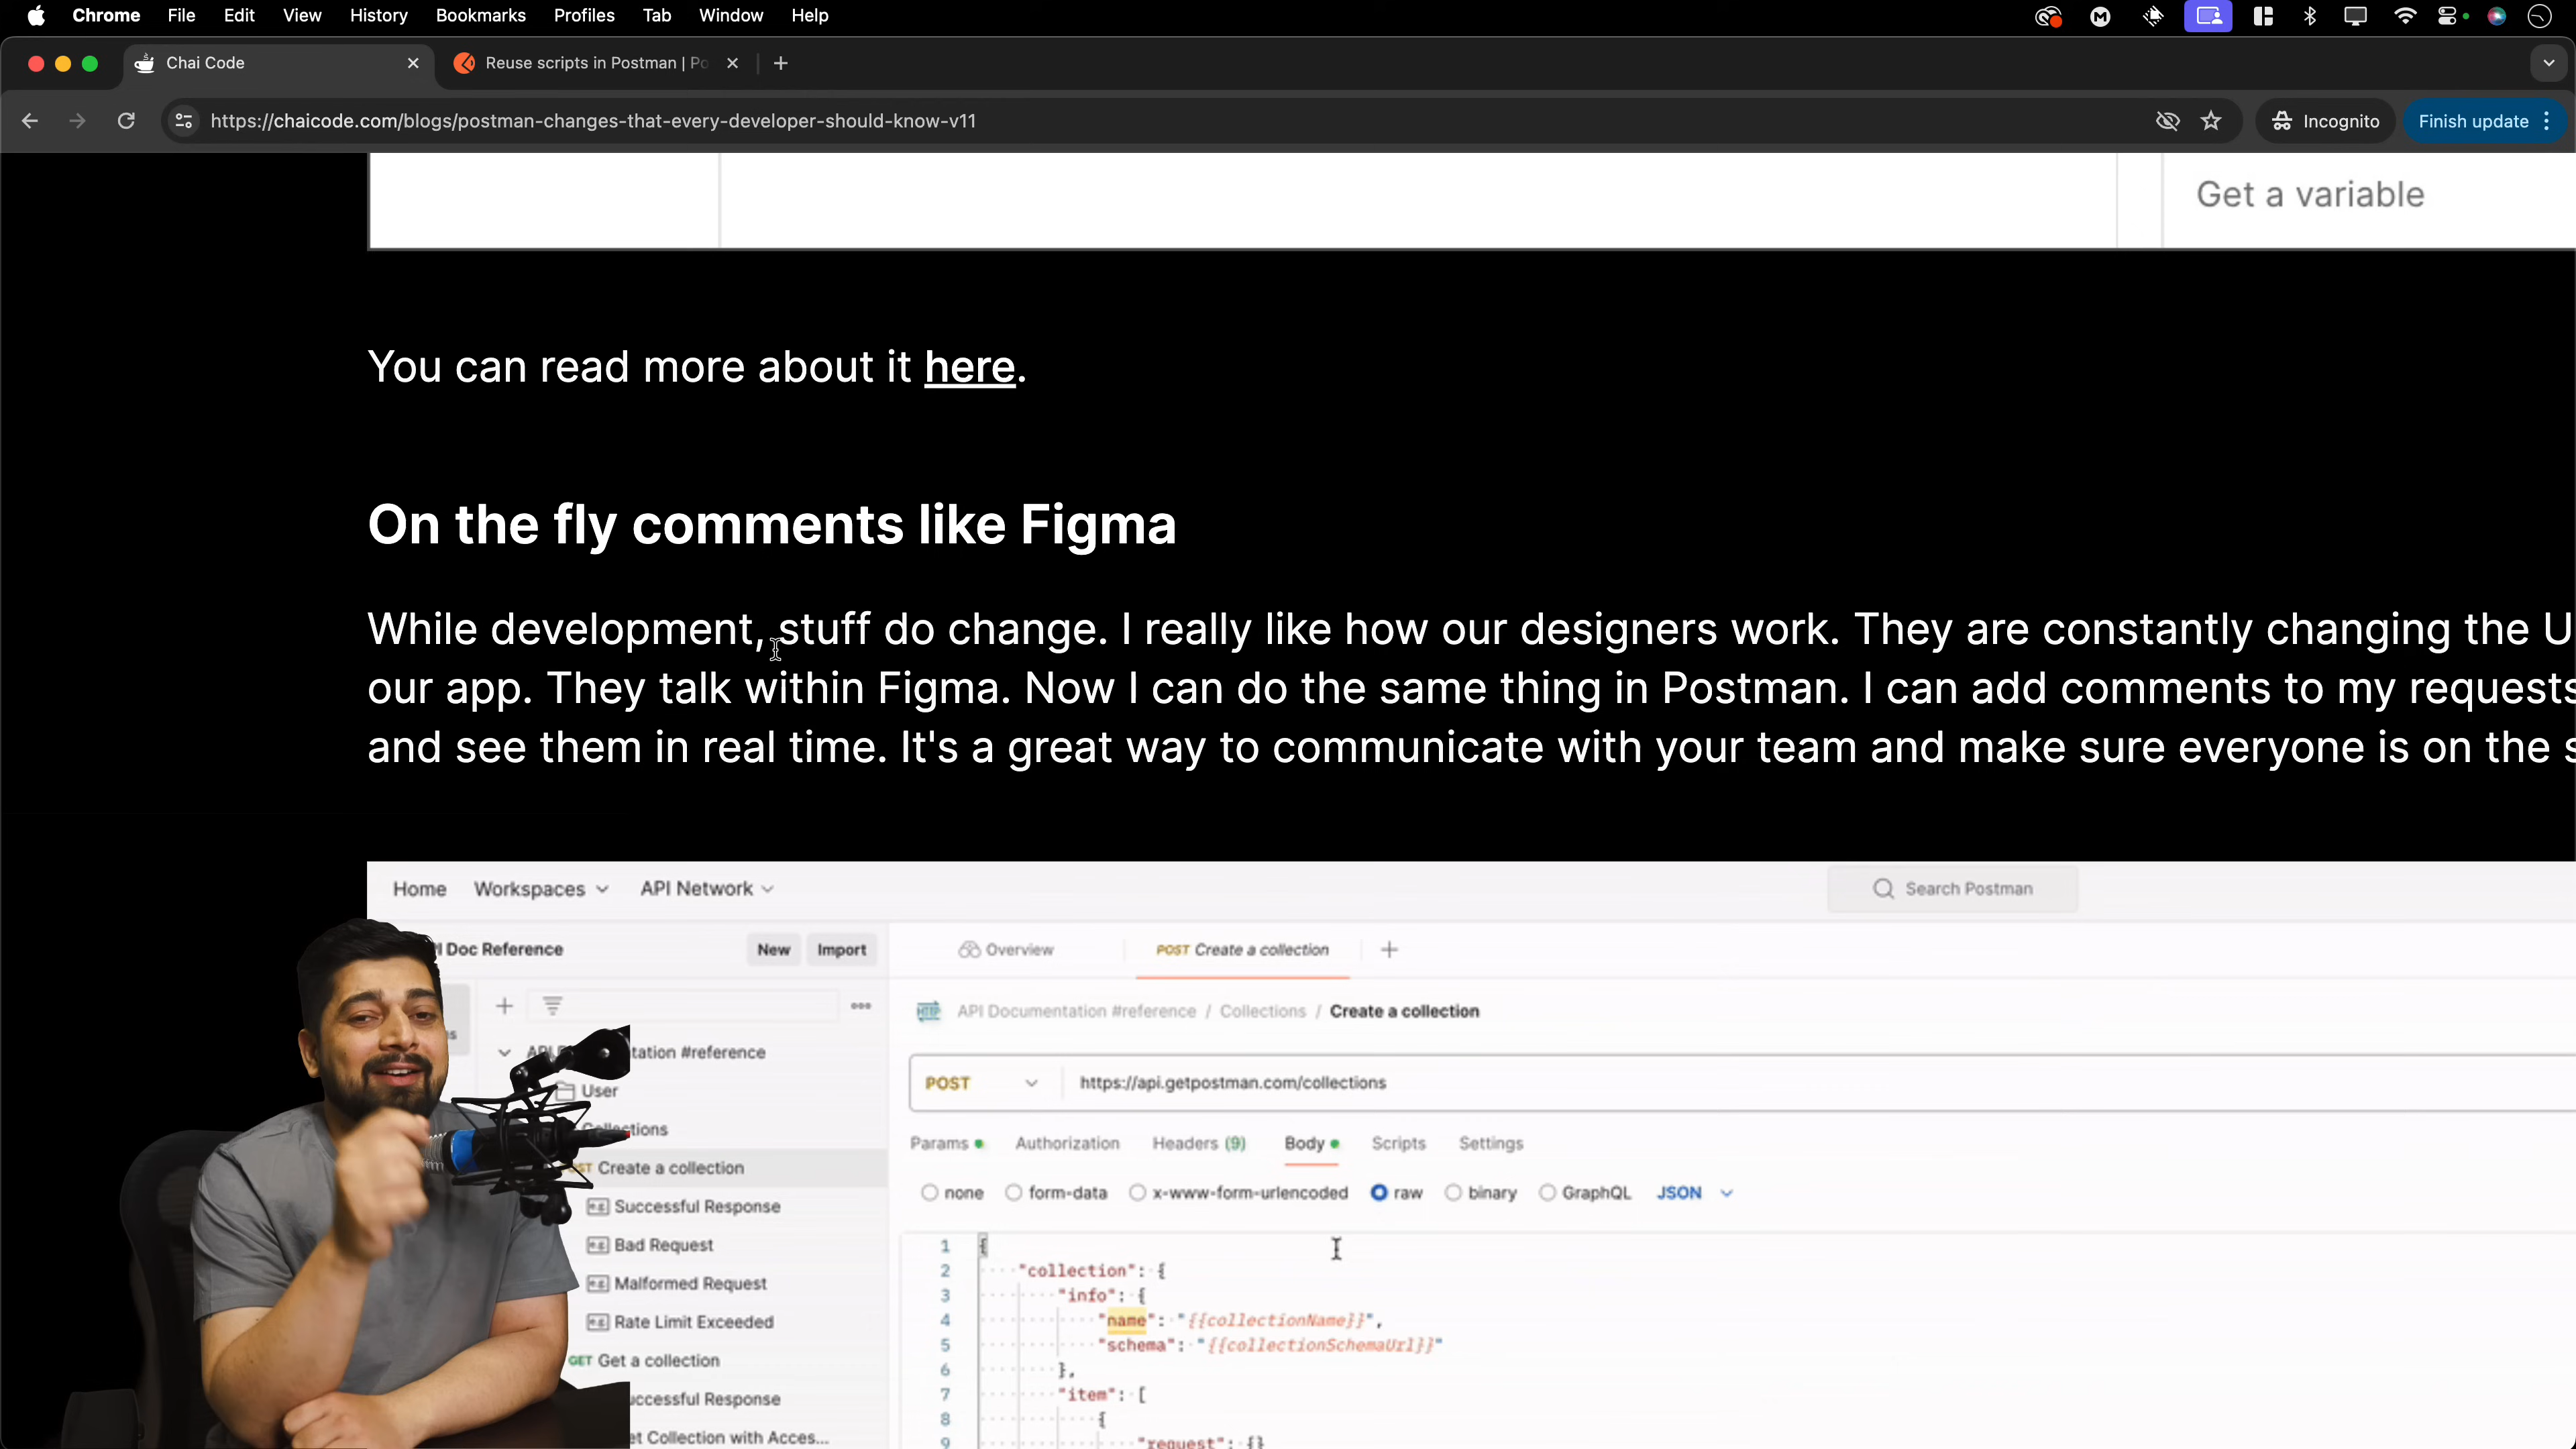 Chrome File Edit View History Bookmarks Profiles Tab Window Help
Chai Code
Reuse scripts in Postman | Po
https://chaicode.com/blogs/postman-changes-that-every-developer-should-know-v11
Incognito
Finish update
Get a variable
You can read more about it here.
On the fly comments like Figma
While development, stuff do change. I really like how our designers work. They are constantly changing the U
our app. They talk within Figma. Now I can do the same thing in Postman. I can add comments to my requests
and see them in real time. It's a great way to communicate with your team and make sure everyone is on the s
Home Workspaces API Network Search Postman
Doc Reference New Import Overview POST Create a collection
API Documentation #reference / Collections / Create a collection
tation #reference
POST https://api.getpostman.com/collections
User
Collections
Params Authorization Headers (9) Body Scripts Settings
Create a collection
none form-data x-www-form-urlencoded raw binary GraphQL JSON
Successful Response
Bad Request
Malformed Request
Rate Limit Exceeded
GET Get a collection
uccessful Response
et Collection with Acces...
1 {
2 "collection": {
3 "info": {
4 "name": "{{collectionName}}",
5 "schema": "{{collectionSchemaUrl}}"
6 },
7 "item": [
8 {
9 "request": {}